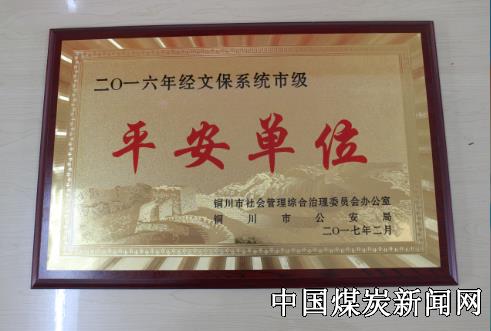 二〇一六年经文保系统市级
平安单位
铜川市社会管理综合治理委员会办公室
铜川市公安局
二〇一七年二月
中国煤炭新闻网